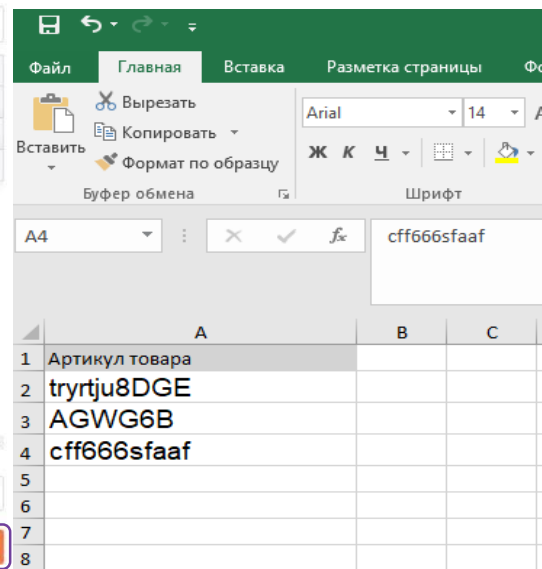 Файл Главная Вставка Разметка страницы Фо
Вырезать
Копировать
Формат по образцу
Вставить
Буфер обмена
Arial 14
Ж К Ч
Шрифт
A4 fx cff666sfaaf
A B C
1 Артикул товара
2 tryrtju8DGE
3 AGWG6B
4 cff666sfaaf
5
6
7
8